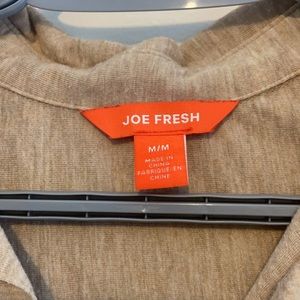 JOE FRESH
M/M
MADE IN
CHINA
FABRIQUÉ EN
CHINE